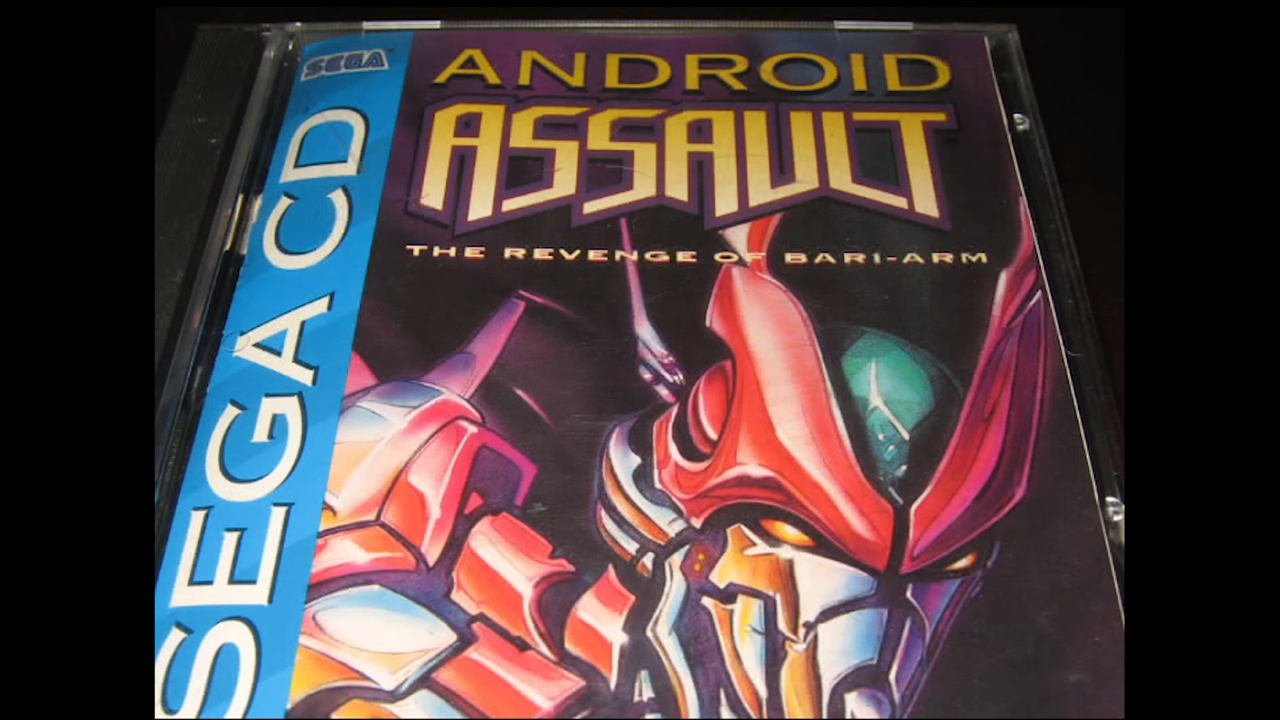 SEGA
SEGA CD
ANDROID
ASSAULT
THE REVENGE OF BARI-ARM